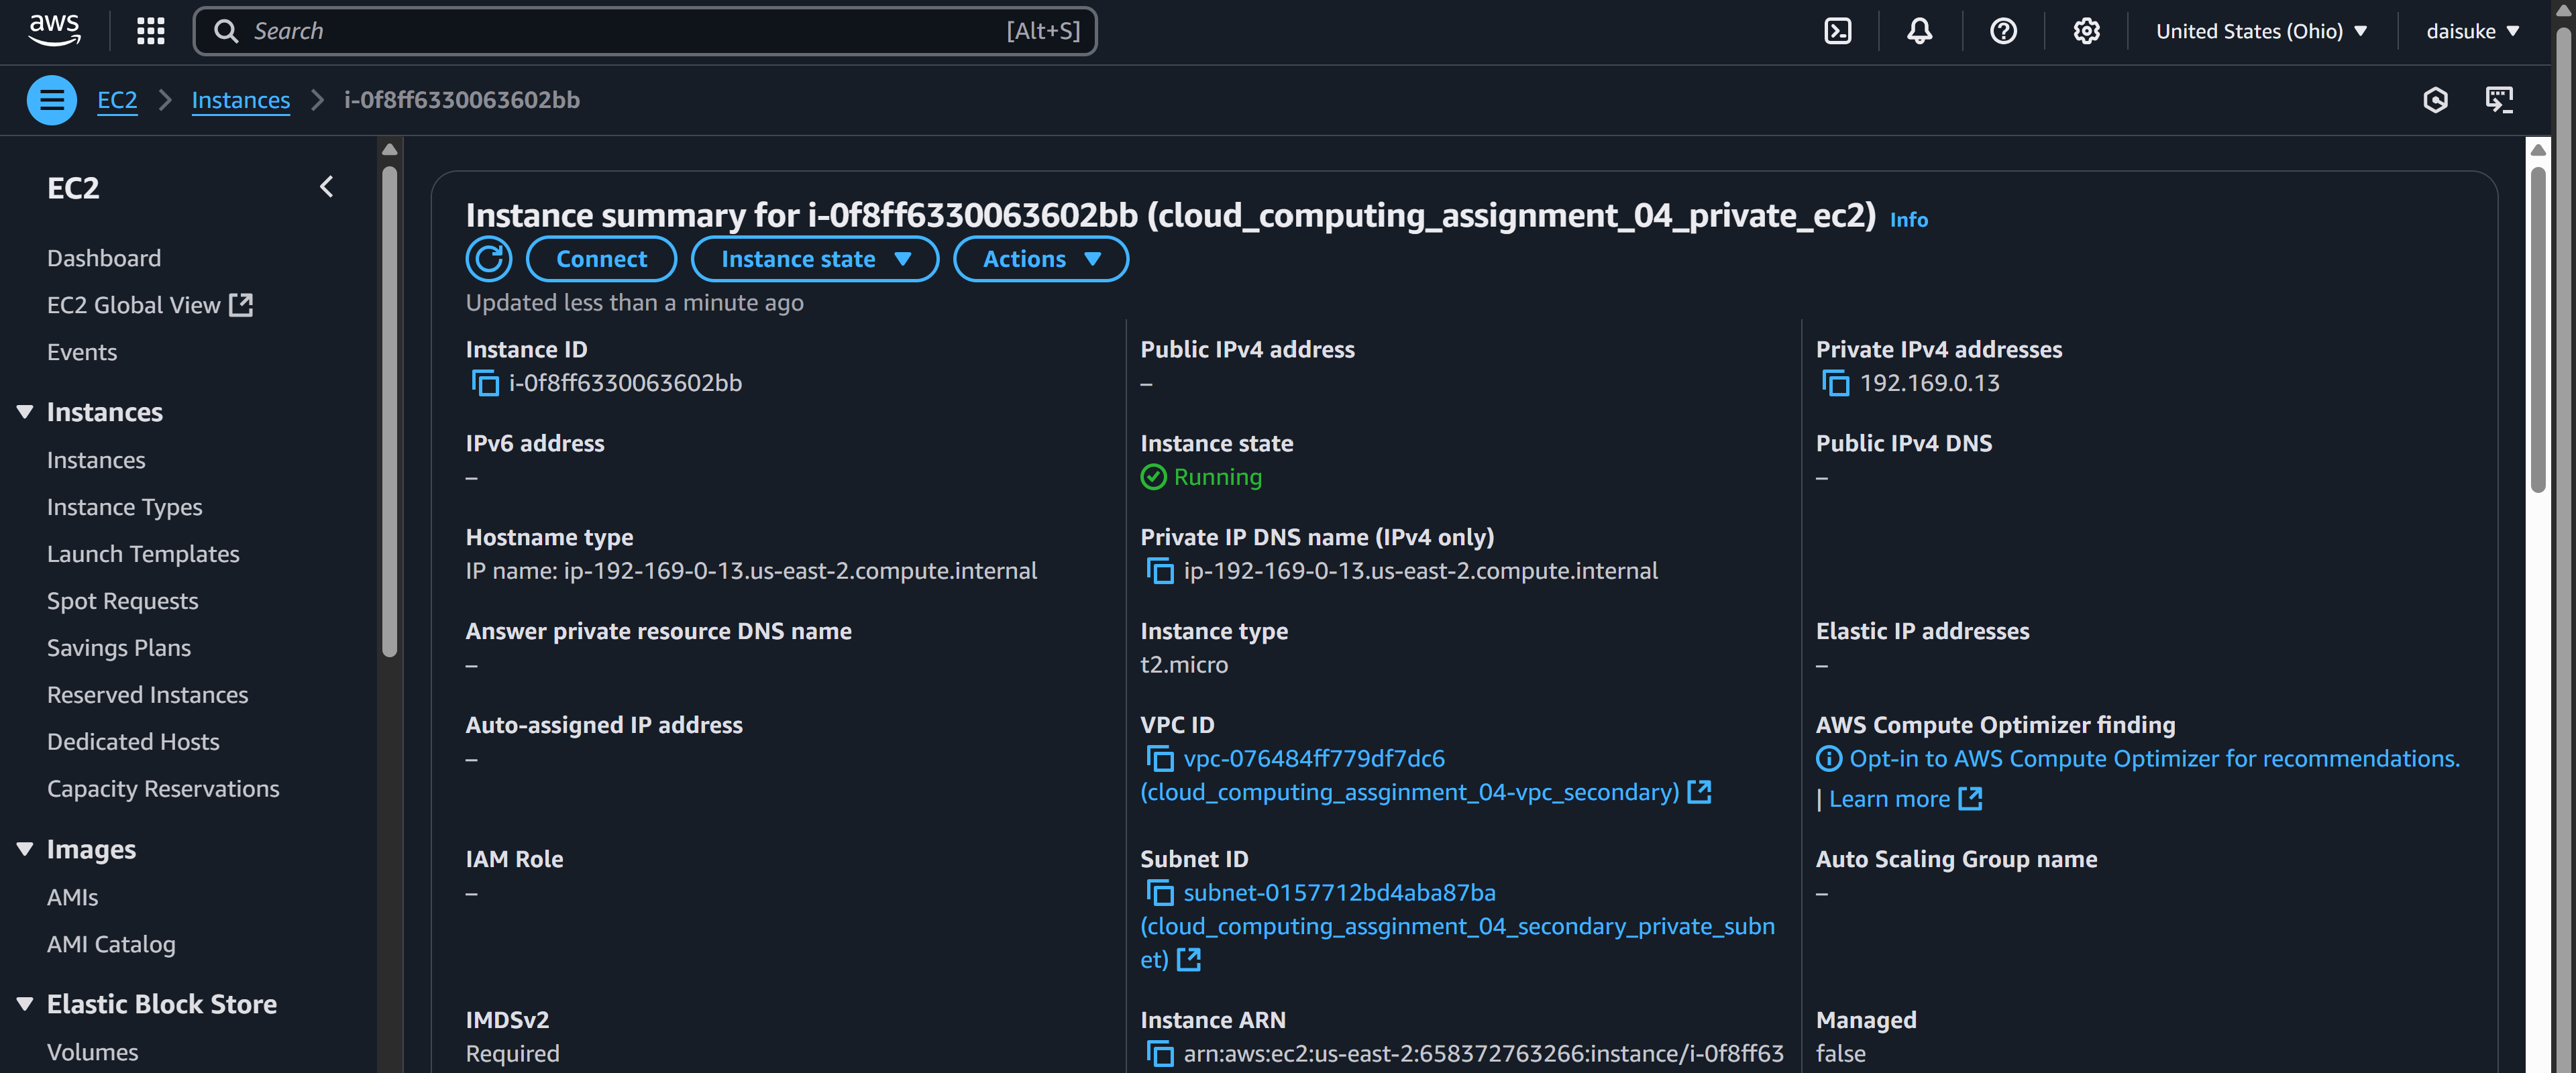 aws
Search [Alt+S]
United States (Ohio)
daisuke
EC2
Instances
i-0f8ff6330063602bb
EC2
Dashboard
EC2 Global View
Events
Instances
Instances
Instance Types
Launch Templates
Spot Requests
Savings Plans
Reserved Instances
Dedicated Hosts
Capacity Reservations
Images
AMIs
AMI Catalog
Elastic Block Store
Volumes
Instance summary for i-0f8ff6330063602bb (cloud_computing_assignment_04_private_ec2) Info
Connect
Instance state
Actions
Updated less than a minute ago
Instance ID
i-0f8ff6330063602bb
Public IPv4 address
–
Private IPv4 addresses
192.169.0.13
IPv6 address
–
Instance state
Running
Public IPv4 DNS
–
Hostname type
IP name: ip-192-169-0-13.us-east-2.compute.internal
Private IP DNS name (IPv4 only)
ip-192-169-0-13.us-east-2.compute.internal
Answer private resource DNS name
–
Instance type
t2.micro
Elastic IP addresses
–
Auto-assigned IP address
–
VPC ID
vpc-076484ff779df7dc6
(cloud_computing_assginment_04-vpc_secondary)
AWS Compute Optimizer finding
Opt-in to AWS Compute Optimizer for recommendations.
| Learn more
IAM Role
–
Subnet ID
subnet-0157712bd4aba87ba
(cloud_computing_assginment_04_secondary_private_subn
et)
Auto Scaling Group name
–
IMDSv2
Required
Instance ARN
arn:aws:ec2:us-east-2:658372763266:instance/i-0f8ff63
Managed
false